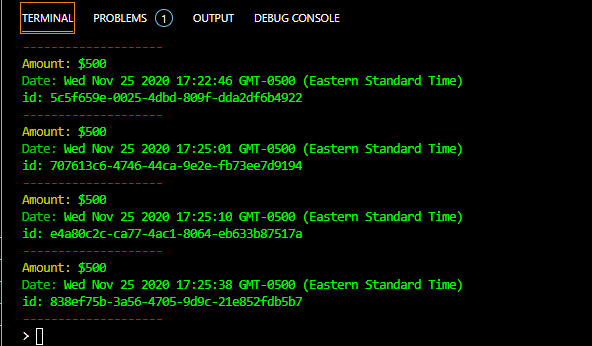 TERMINAL PROBLEMS 1 OUTPUT DEBUG CONSOLE
--------------------
Amount: $500
Date: Wed Nov 25 2020 17:22:46 GMT-0500 (Eastern Standard Time)
id: 5c5f659e-0025-4dbd-809f-dda2df6b4922
--------------------
Amount: $500
Date: Wed Nov 25 2020 17:25:01 GMT-0500 (Eastern Standard Time)
id: 707613c6-4746-44ca-9e2e-fb73ee7d9194
--------------------
Amount: $500
Date: Wed Nov 25 2020 17:25:10 GMT-0500 (Eastern Standard Time)
id: e4a80c2c-ca77-4ac1-8064-eb633b87517a
--------------------
Amount: $500
Date: Wed Nov 25 2020 17:25:38 GMT-0500 (Eastern Standard Time)
id: 838ef75b-3a56-4705-9d9c-21e852fdb5b7
--------------------
>